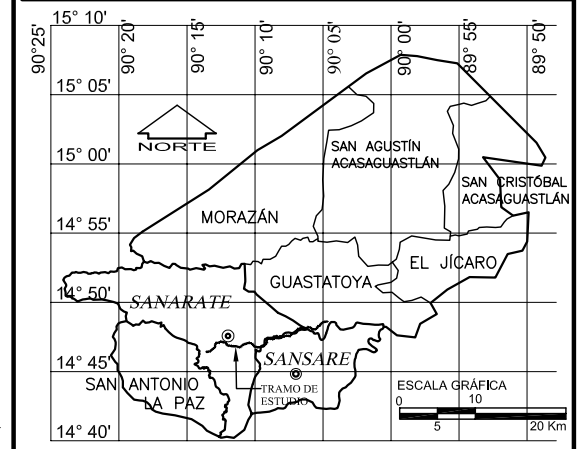 15° 10'
90° 25'
90° 20'
90° 15'
90° 10'
90° 05'
90° 00'
89° 55'
89° 50'
15° 05'
NORTE
SAN AGUSTÍN
ACASAGUASTLÁN
15° 00'
SAN CRISTÓBAL
ACASAGUASTLÁN
MORAZÁN
14° 55'
EL JÍCARO
GUASTATOYA
14° 50'
SANARATE
SANSARE
14° 45'
SAN ANTONIO
LA PAZ
TRAMO DE
ESTUDIO
ESCALA GRÁFICA
0 10
5 20 Km
14° 40'